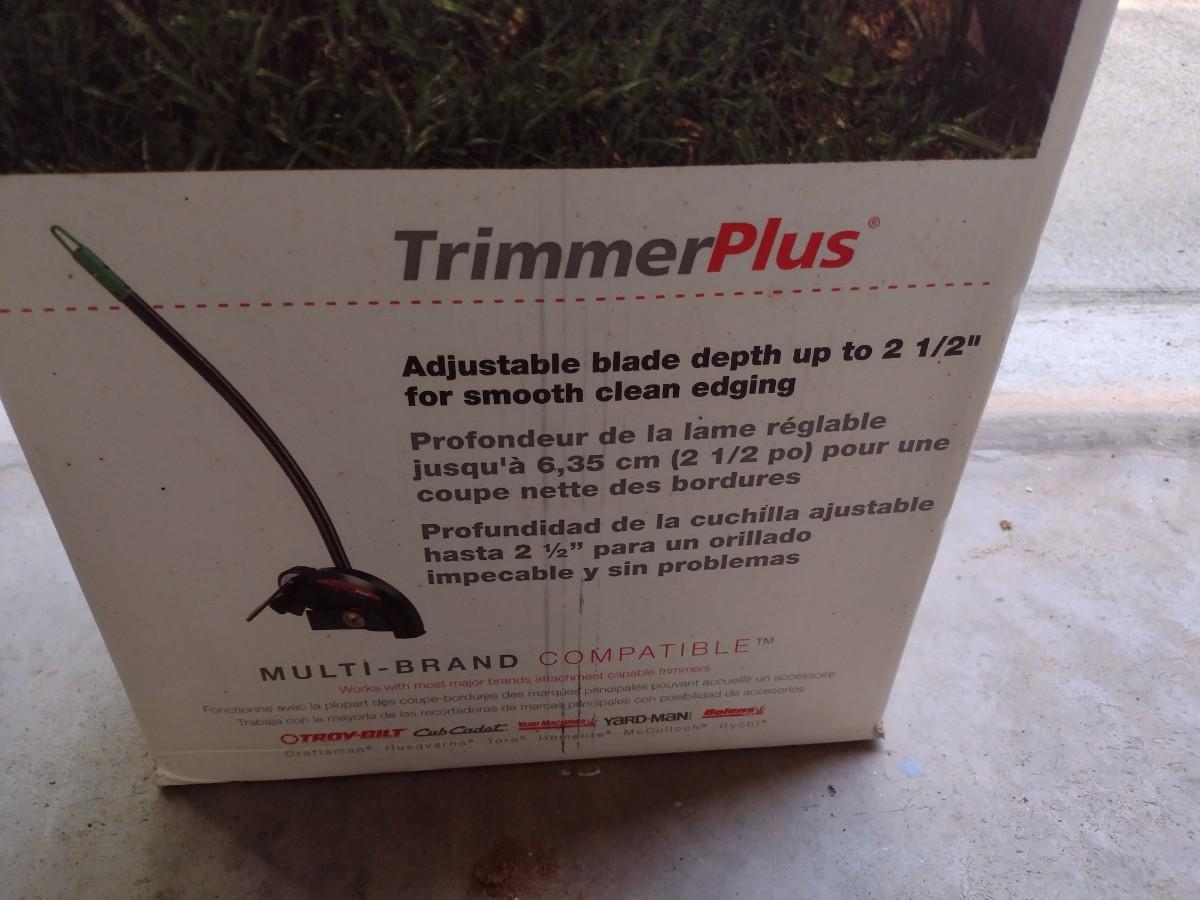 TrimmerPlus®
Adjustable blade depth up to 2 1/2"
for smooth clean edging
Profondeur de la lame réglable
jusqu'à 6,35 cm (2 1/2 po) pour une
coupe nette des bordures
Profundidad de la cuchilla ajustable
hasta 2 ½” para un orillado
impecable y sin problemas
MULTI-BRAND COMPATIBLE™
Works with most major brands attachment capable trimmers
Fonctionne avec la plupart des coupe-bordures des marques principales pouvant accueillir un accessoire
Trabaja con la mayoría de las recortadoras de marcas principales con posibilidad de accesorios
TROY-BILT Cub Cadet. YARD MACHINES YARD-MAN Bolens
Craftsman® Husqvarna® Toro® Homelite® McCulloch® Ryobi®